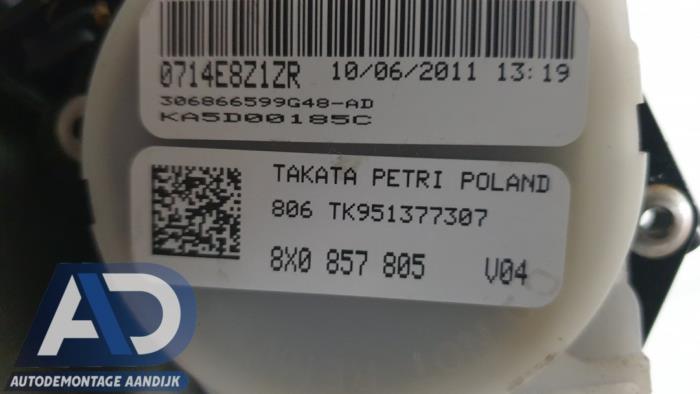 0714E8Z1ZR 10/06/2011 13:19
306866599G48-AD
KA5D00185C
TAKATA PETRI POLAND
806 TK951377307
8X0 857 805 V04
AD
AUTODEMONTAGE AANDIJK